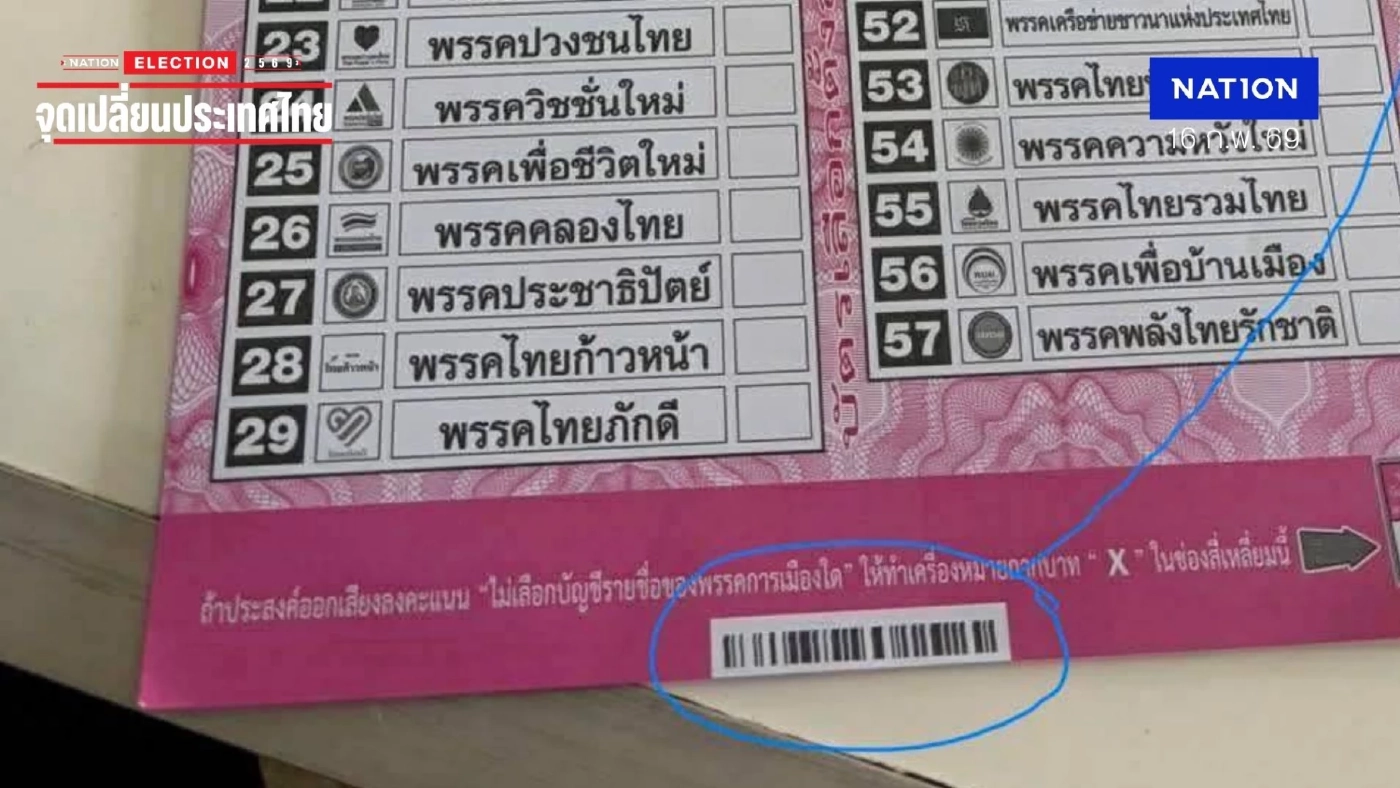 NATION ELECTION 2569
จุดเปลี่ยนประเทศไทย
NATION
16 ก.พ. 69
23 พรรคปวงชนไทย
พรรควิชชั่นใหม่
25 พรรคเพื่อชีวิตใหม่
26 พรรคคลองไทย
27 พรรคประชาธิปัตย์
28 พรรคไทยก้าวหน้า
29 พรรคไทยภักดี
52 พรรคเครือข่ายชาวนาแห่งประเทศไทย
53
54 พรรคความหวังใหม่
55 พรรคไทยรวมไทย
56 พรรคเพื่อบ้านเมือง
57 พรรคพลังไทยรักชาติ
ถ้าประสงค์ออกเสียงลงคะแนน "ไม่เลือกบัญชีรายชื่อของพรรคการเมืองใด" ให้ทำเครื่องหมายกากบาท " X " ในช่องสี่เหลี่ยมนี้